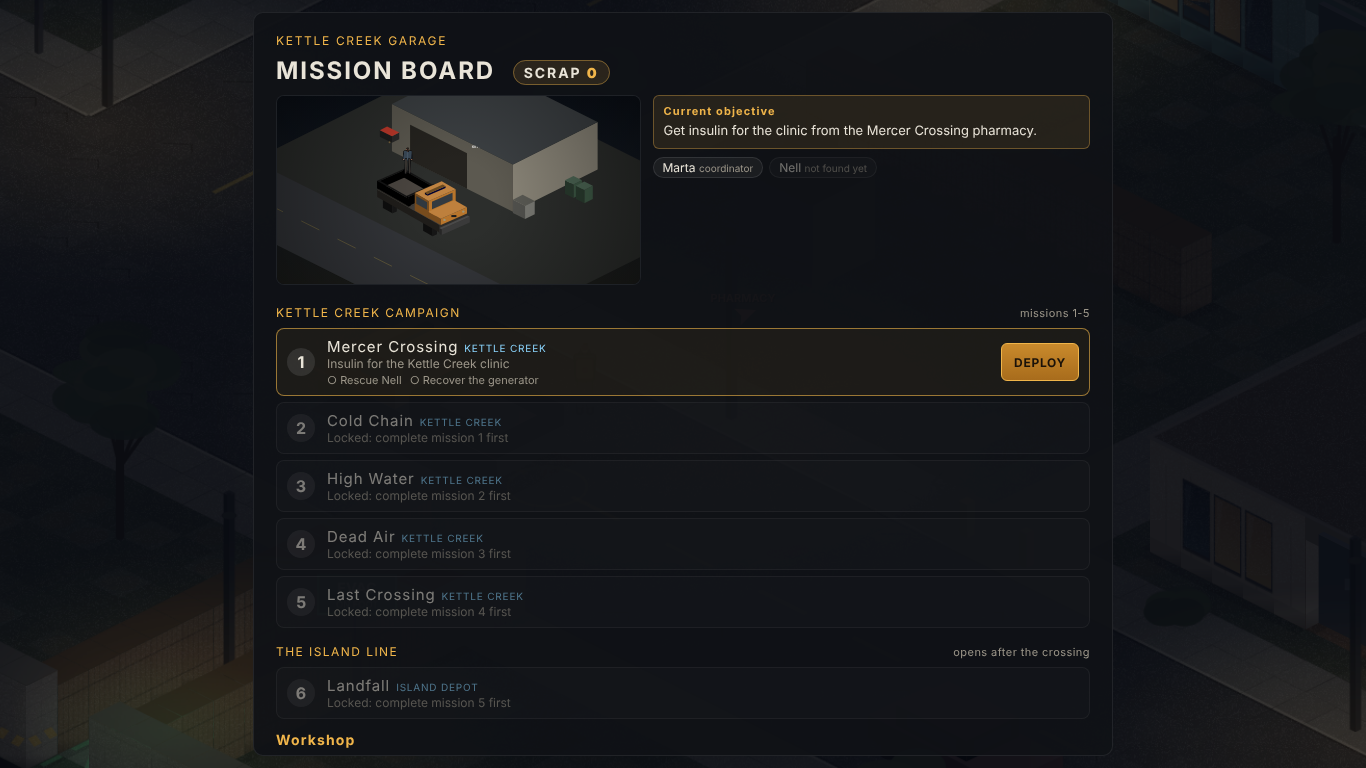 KETTLE CREEK GARAGE
MISSION BOARD SCRAP 0
Current objective
Get insulin for the clinic from the Mercer Crossing pharmacy.
Marta coordinator Nell not found yet
KETTLE CREEK CAMPAIGN missions 1-5
1 Mercer Crossing KETTLE CREEK
Insulin for the Kettle Creek clinic
Rescue Nell Recover the generator
DEPLOY
2 Cold Chain KETTLE CREEK
Locked: complete mission 1 first
3 High Water KETTLE CREEK
Locked: complete mission 2 first
4 Dead Air KETTLE CREEK
Locked: complete mission 3 first
5 Last Crossing KETTLE CREEK
Locked: complete mission 4 first
THE ISLAND LINE opens after the crossing
6 Landfall ISLAND DEPOT
Locked: complete mission 5 first
Workshop